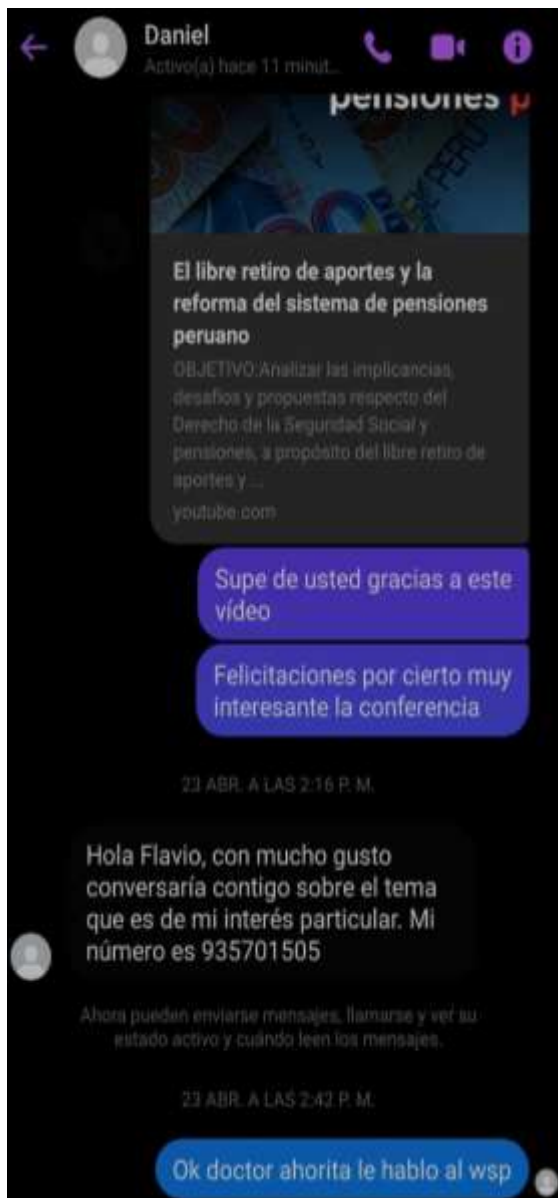 Daniel
Activo(a) hace 11 minut...
pensiones p
El libre retiro de aportes y la
reforma del sistema de pensiones
peruano
OBJETIVO:Analizar las implicancias,
desafíos y propuestas respecto del
Derecho de la Seguridad Social y
pensiones, a propósito del libre retiro de
aportes y ...
youtube.com
Supe de usted gracias a este
vídeo
Felicitaciones por cierto muy
interesante la conferencia
23 ABR. A LAS 2:16 P. M.
Hola Flavio, con mucho gusto
conversaría contigo sobre el tema
que es de mi interés particular. Mi
número es 935701505
Ahora pueden enviarse mensajes, llamarse y ver su
estado activo y cuándo leen los mensajes.
23 ABR. A LAS 2:42 P. M.
Ok doctor ahorita le hablo al wsp